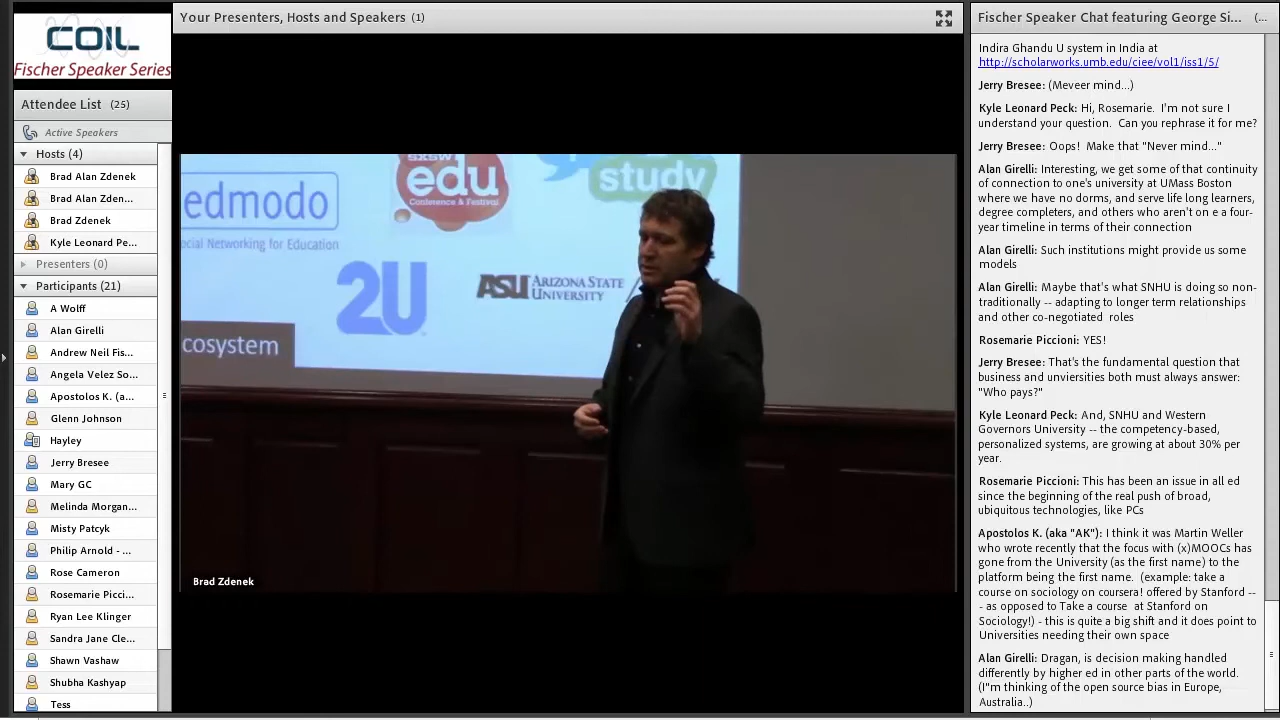 COIL
Fischer Speaker Series
Attendee List (25)
Active Speakers
Hosts (4)
Brad Alan Zdenek
Brad Alan Zden...
Brad Zdenek
Kyle Leonard Pe...
Presenters (0)
Participants (21)
A Wolff
Alan Girelli
Andrew Neil Fis...
Angela Velez So...
Apostolos K. (a...
Glenn Johnson
Hayley
Jerry Bresee
Mary GC
Melinda Morgan...
Misty Patcyk
Philip Arnold - ...
Rose Cameron
Rosemarie Picci...
Ryan Lee Klinger
Sandra Jane Cle...
Shawn Vashaw
Shubha Kashyap
Tess
Your Presenters, Hosts and Speakers (1)
edmodo
ocial Networking for Education
sxsw
edu
Conference & Festival
study
2U
ASU ARIZONA STATE
UNIVERSITY
cosystem
Brad Zdenek
Fischer Speaker Chat featuring George Si... (...
Indira Ghandu U system in India at
http://scholarworks.umb.edu/ciee/vol1/iss1/5/
Jerry Bresee: (Meveer mind...)
Kyle Leonard Peck: Hi, Rosemarie. I'm not sure I
understand your question. Can you rephrase it for me?
Jerry Bresee: Oops! Make that "Never mind..."
Alan Girelli: Interesting, we get some of that continuity
of connection to one's university at UMass Boston
where we have no dorms, and serve life long learners,
degree completers, and others who aren't on e a four-
year timeline in terms of their connection
Alan Girelli: Such institutions might provide us some
models
Alan Girelli: Maybe that's what SNHU is doing so non-
traditionally -- adapting to longer term relationships
and other co-negotiated roles
Rosemarie Piccioni: YES!
Jerry Bresee: That's the fundamental question that
business and unviersities both must always answer:
"Who pays?"
Kyle Leonard Peck: And, SNHU and Western
Governors University -- the competency-based,
personalized systems, are growing at about 30% per
year.
Rosemarie Piccioni: This has been an issue in all ed
since the beginning of the real push of broad,
ubiquitous technologies, like PCs
Apostolos K. (aka "AK"): I think it was Martin Weller
who wrote recently that the focus with (x)MOOCs has
gone from the University (as the first name) to the
platform being the first name. (example: take a
course on sociology on coursera! offered by Stanford --
- as opposed to Take a course at Stanford on
Sociology!) - this is quite a big shift and it does point to
Universities needing their own space
Alan Girelli: Dragan, is decision making handled
differently by higher ed in other parts of the world.
(I"m thinking of the open source bias in Europe,
Australia..)